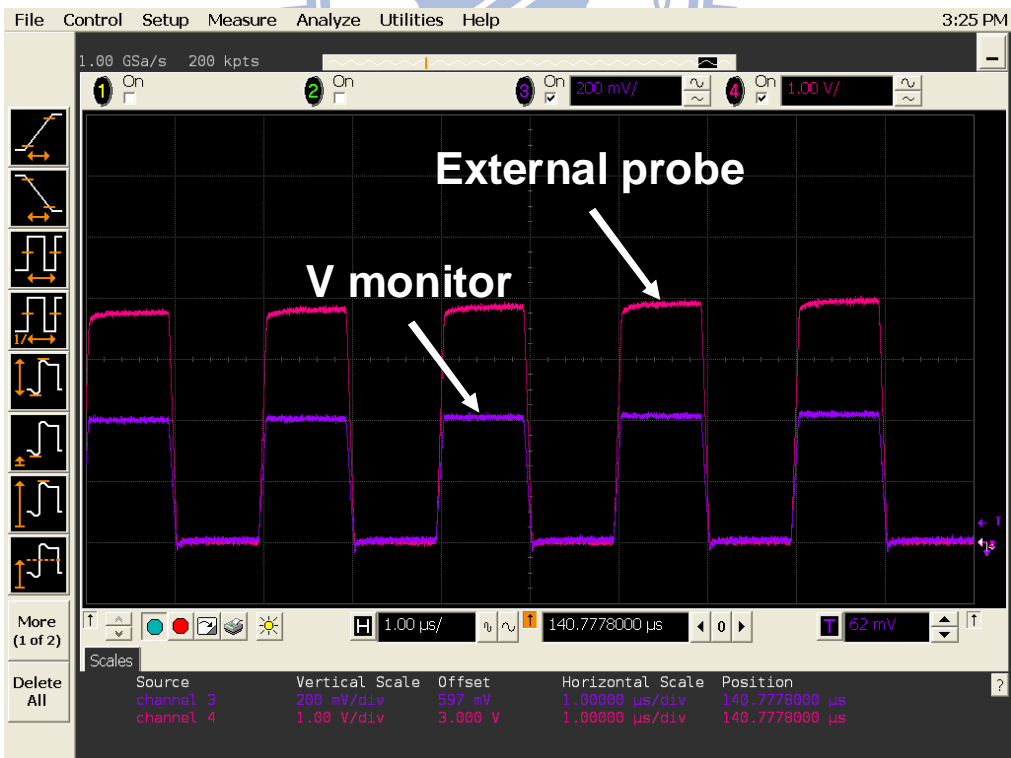 File Control Setup Measure Analyze Utilities Help 3:25 PM
1.00 GSa/s 200 kpts
1 On 2 On 3 On 200 mV/ 4 On 1.00 V/
External probe
V monitor
T
More
(1 of 2)
H 1.00 µs/ 140.7778000 µs 0 T 62 mV
Scales
Delete
All
Source Vertical Scale Offset Horizontal Scale Position ?
channel 3 200 mV/div 597 mV 1.00000 µs/div 140.7778000 µs
channel 4 1.00 V/div 3.000 V 1.00000 µs/div 140.7778000 µs